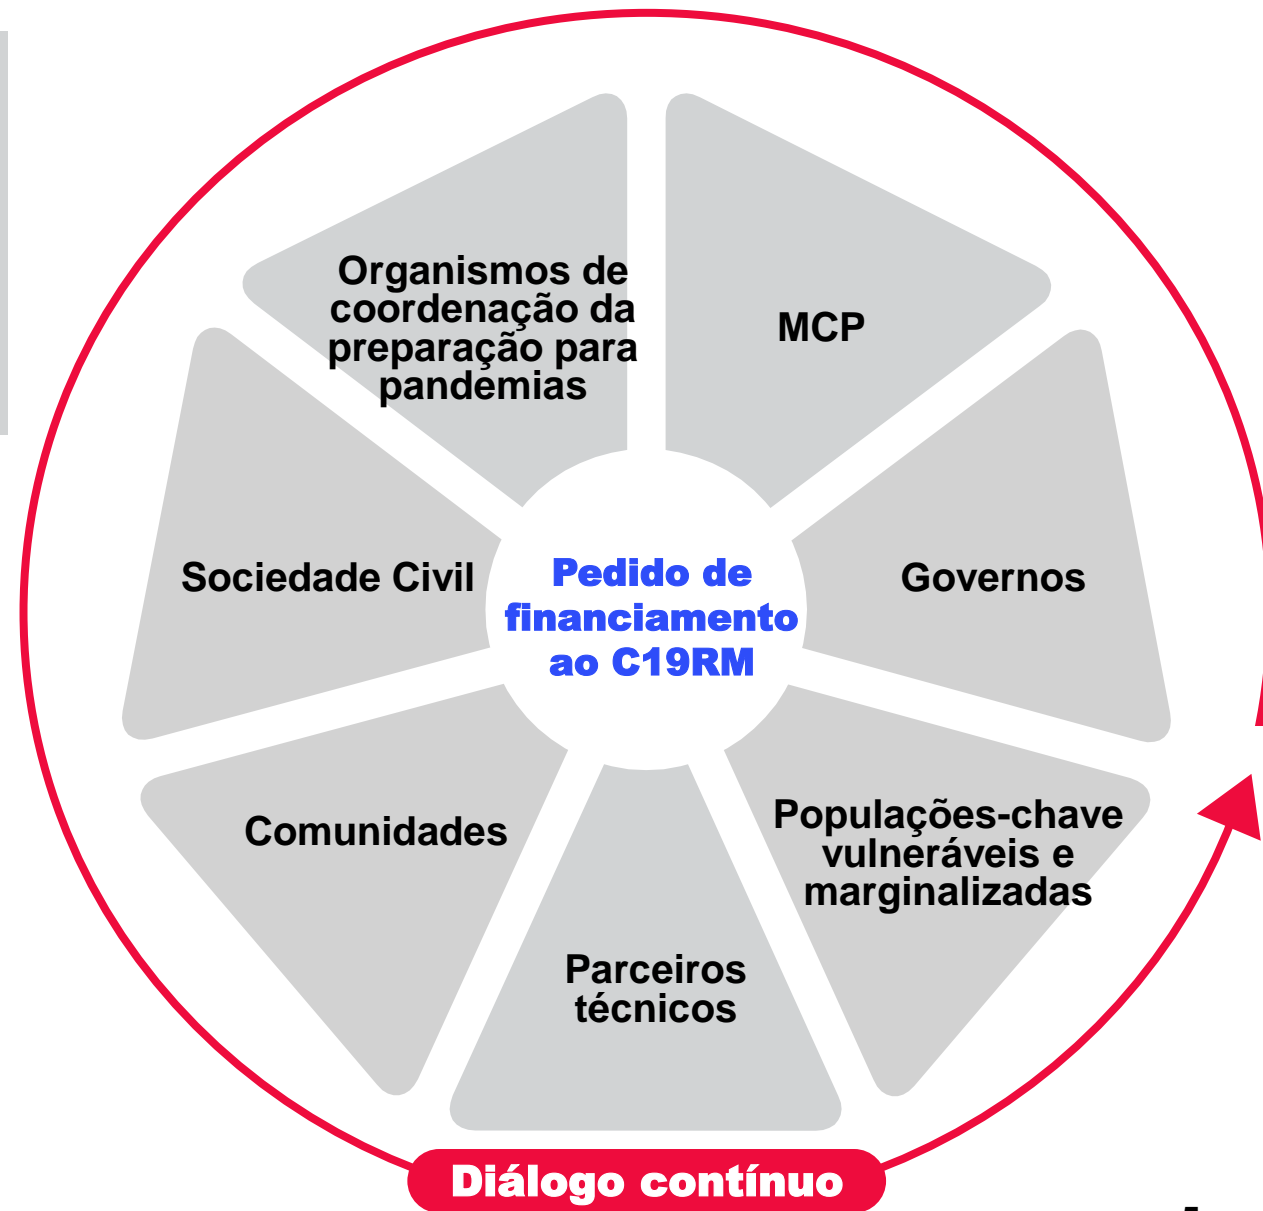 Organismos de
coordenação da
preparação para
pandemias
MCP
Sociedade Civil
Pedido de
financiamento
ao C19RM
Governos
Comunidades
Populações-chave
vulneráveis e
marginalizadas
Parceiros
técnicos
Diálogo contínuo